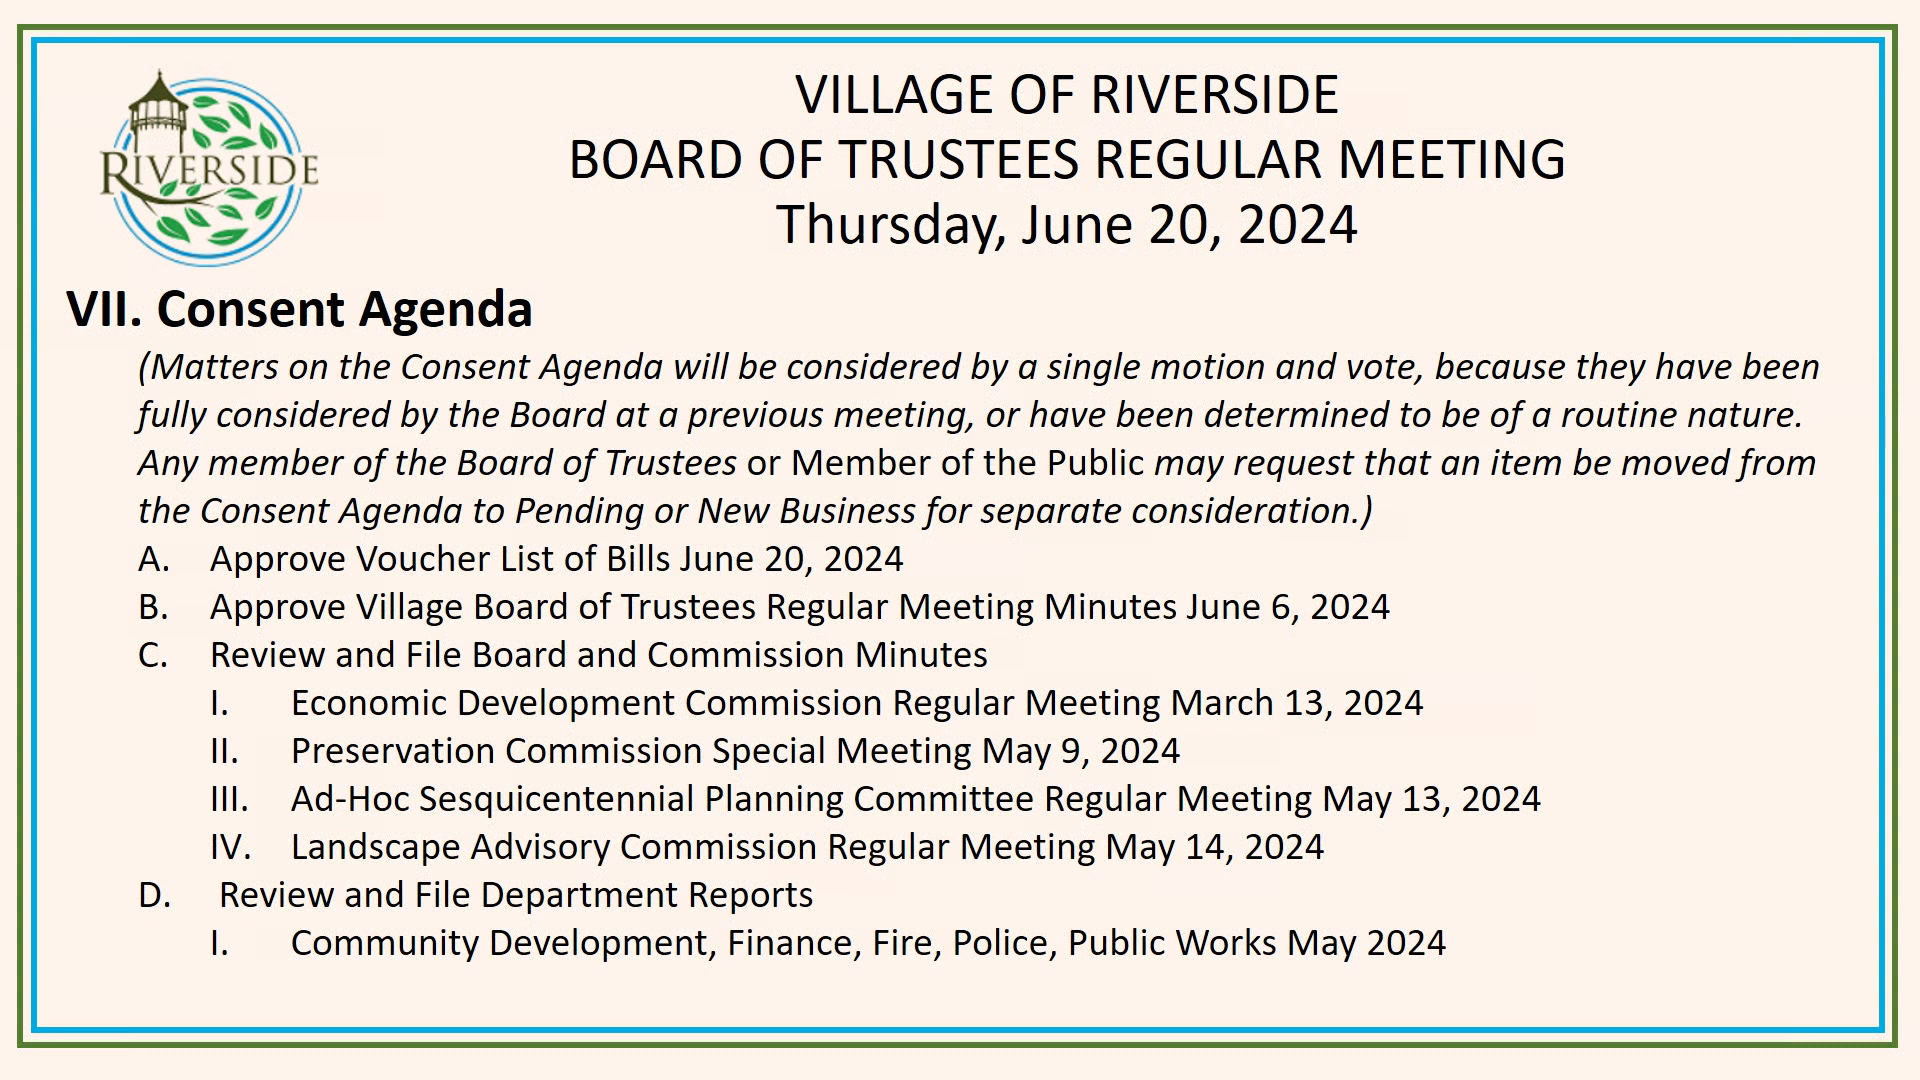 RIVERSIDE
VILLAGE OF RIVERSIDE
BOARD OF TRUSTEES REGULAR MEETING
Thursday, June 20, 2024
VII. Consent Agenda
(Matters on the Consent Agenda will be considered by a single motion and vote, because they have been
fully considered by the Board at a previous meeting, or have been determined to be of a routine nature.
Any member of the Board of Trustees or Member of the Public may request that an item be moved from
the Consent Agenda to Pending or New Business for separate consideration.)
A. Approve Voucher List of Bills June 20, 2024
B. Approve Village Board of Trustees Regular Meeting Minutes June 6, 2024
C. Review and File Board and Commission Minutes
I. Economic Development Commission Regular Meeting March 13, 2024
II. Preservation Commission Special Meeting May 9, 2024
III. Ad-Hoc Sesquicentennial Planning Committee Regular Meeting May 13, 2024
IV. Landscape Advisory Commission Regular Meeting May 14, 2024
D. Review and File Department Reports
I. Community Development, Finance, Fire, Police, Public Works May 2024